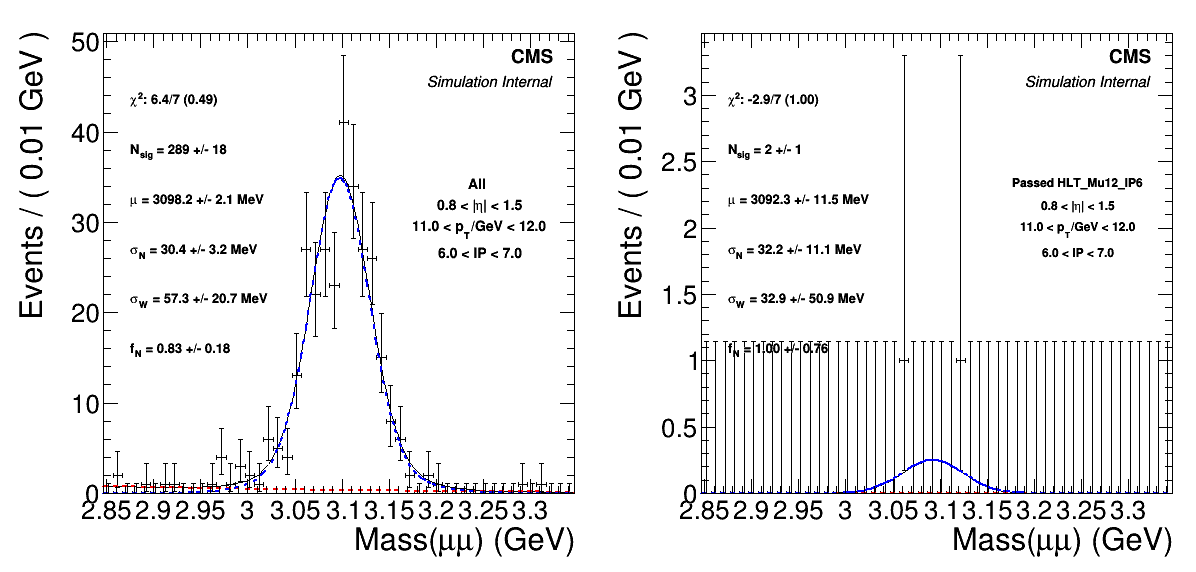 CMS
Simulation Internal
χ²: 6.4/7 (0.49)
N_sig = 289 +/- 18
μ = 3098.2 +/- 2.1 MeV
σ_N = 30.4 +/- 3.2 MeV
σ_W = 57.3 +/- 20.7 MeV
f_N = 0.83 +/- 0.18
All
0.8 < |η| < 1.5
11.0 < p_T/GeV < 12.0
6.0 < IP < 7.0
Events / ( 0.01 GeV )
50
40
30
20
10
0
2.85 2.9 2.95 3 3.05 3.1 3.15 3.2 3.25 3.3
Mass(μμ) (GeV)
CMS
Simulation Internal
χ²: -2.9/7 (1.00)
N_sig = 2 +/- 1
μ = 3092.3 +/- 11.5 MeV
σ_N = 32.2 +/- 11.1 MeV
σ_W = 32.9 +/- 50.9 MeV
f_N = 1.00 +/- 0.76
Passed HLT_Mu12_IP6
0.8 < |η| < 1.5
11.0 < p_T/GeV < 12.0
6.0 < IP < 7.0
Events / ( 0.01 GeV )
3
2.5
2
1.5
1
0.5
0
2.85 2.9 2.95 3 3.05 3.1 3.15 3.2 3.25 3.3
Mass(μμ) (GeV)